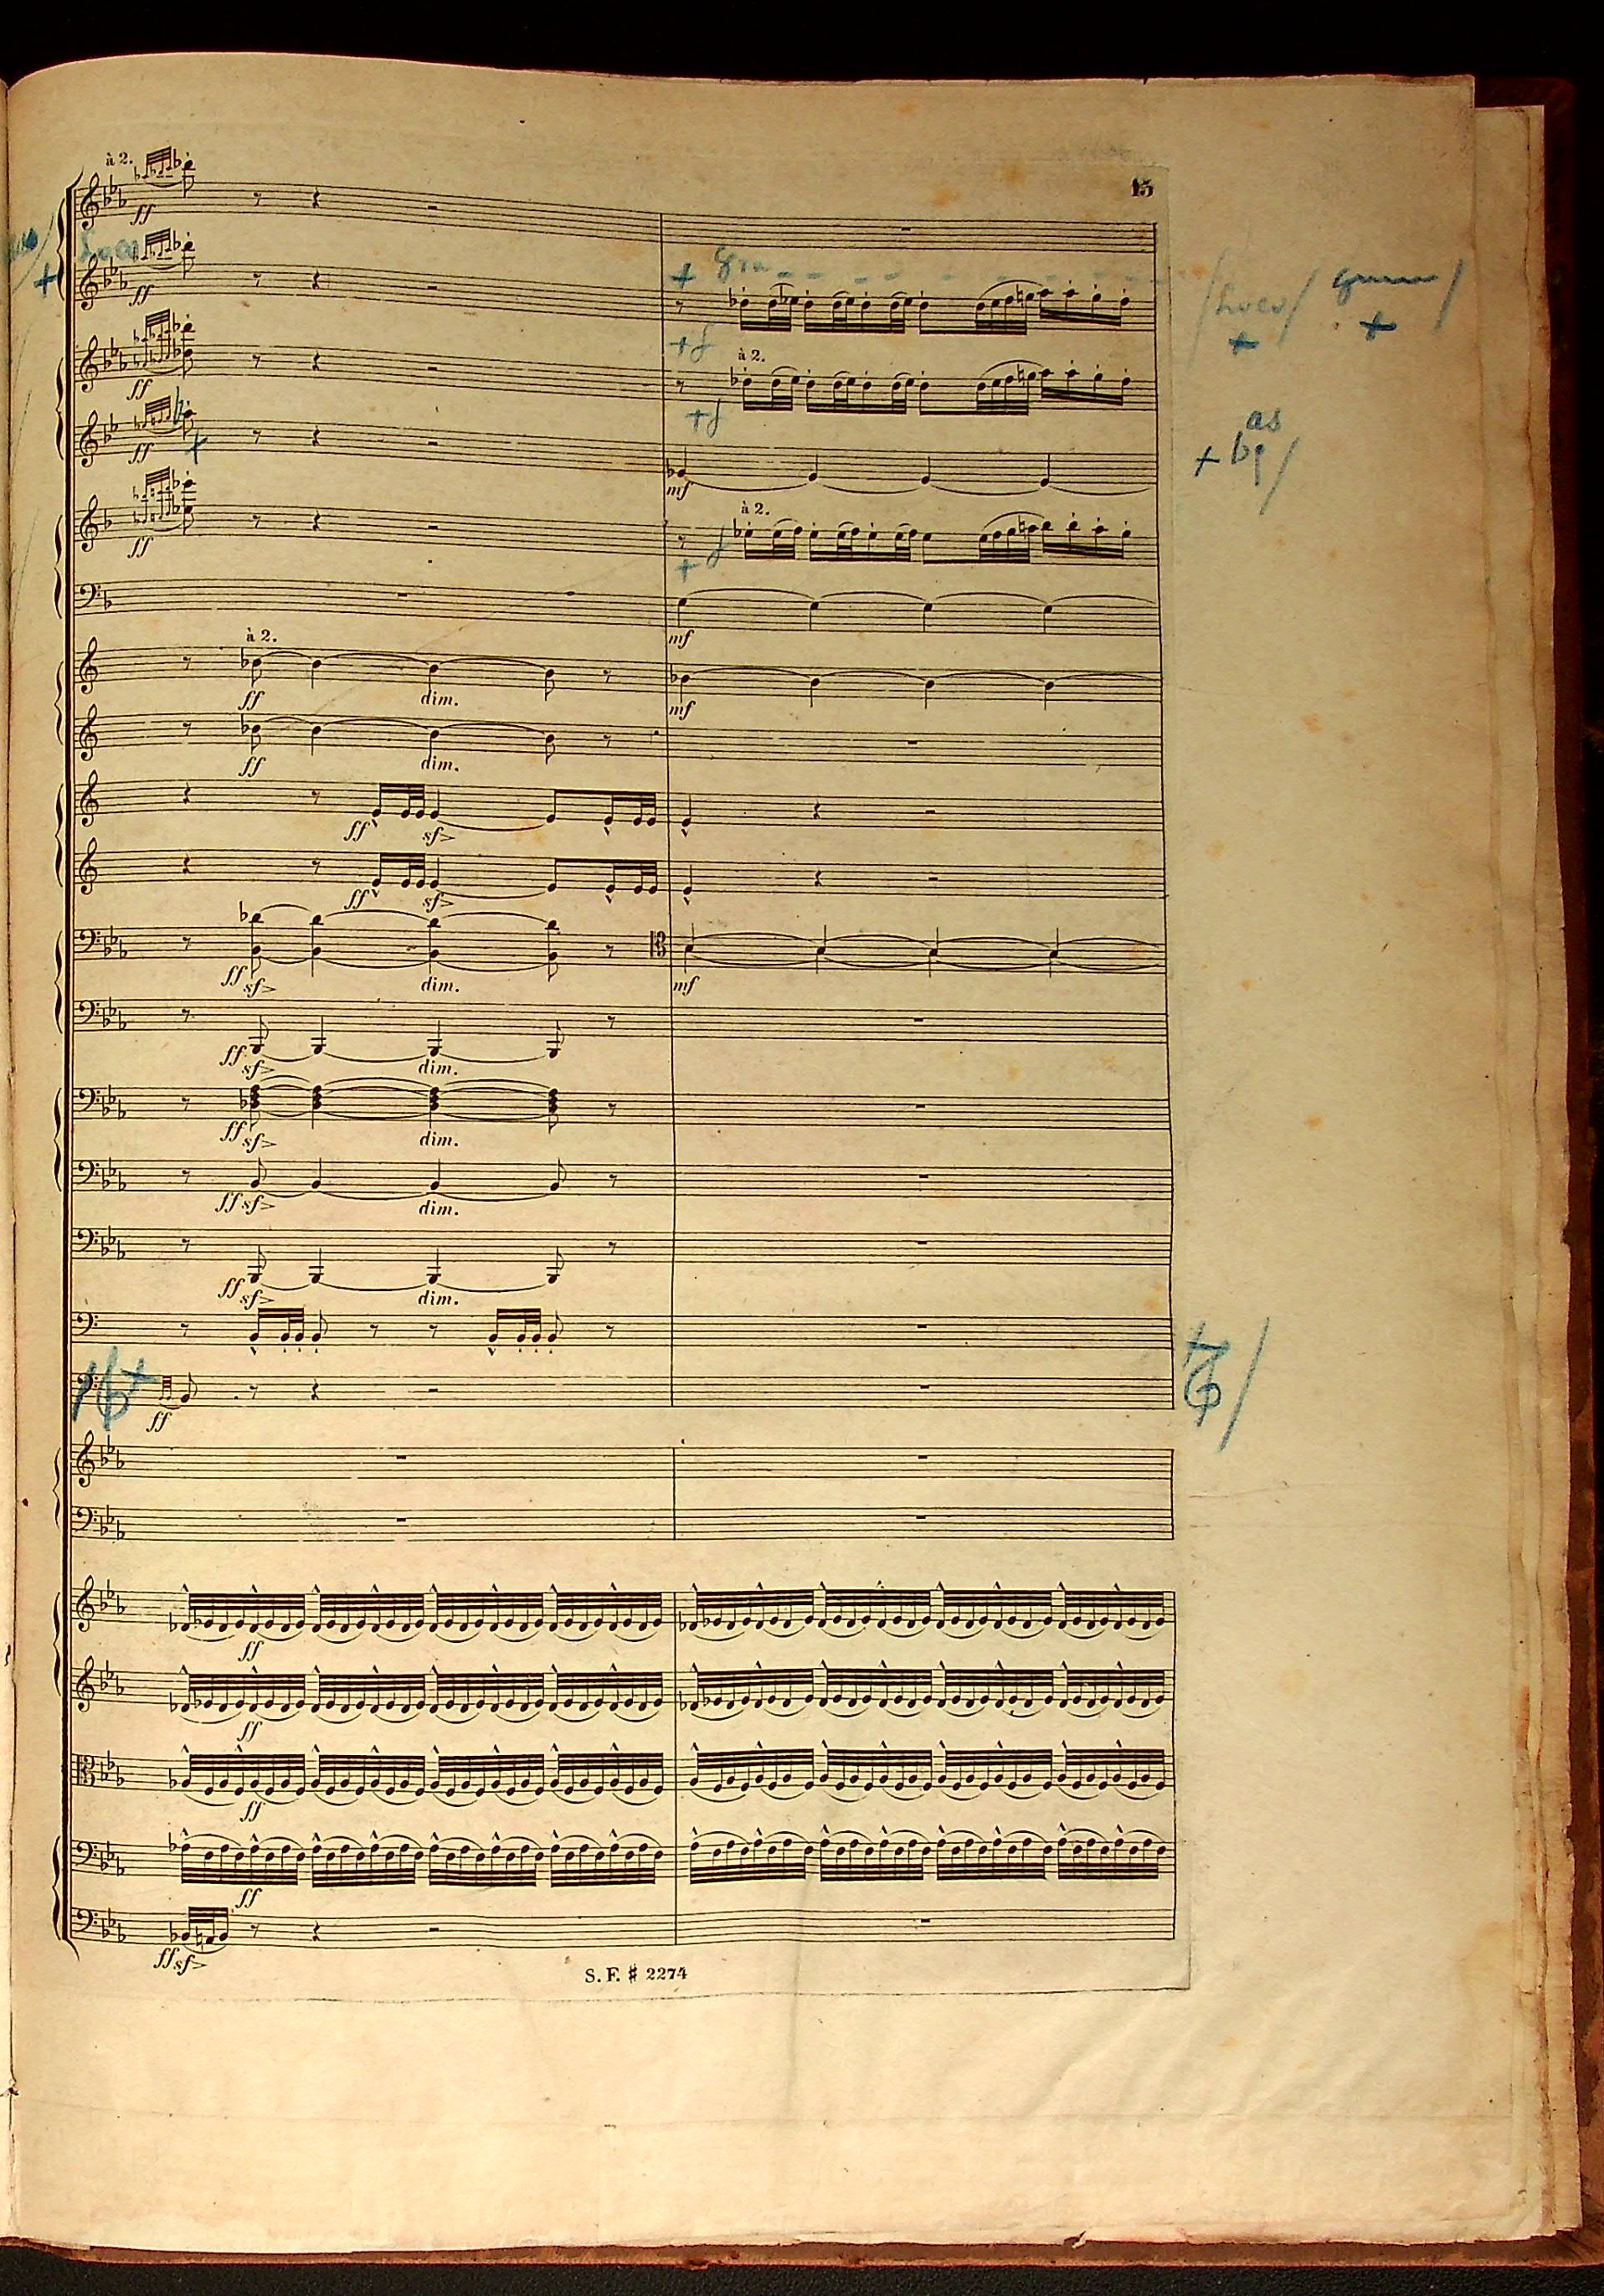 à 2.
15
ff
Loco
+
ff
+ 8va
Loco/
+
+
+f
à 2.
ff
+f
as
ff
+
mf
+
à 2.
ff
+ f
mf
à 2.
ff dim.
mf
ff dim.
ff sf>
ff sf>
ff sf> dim. mf
ff sf> dim.
ff sf> dim.
ff sf> dim.
ff sf> dim.
+
ff
ff
ff
ff
ff
ff sf>
S. F. # 2274